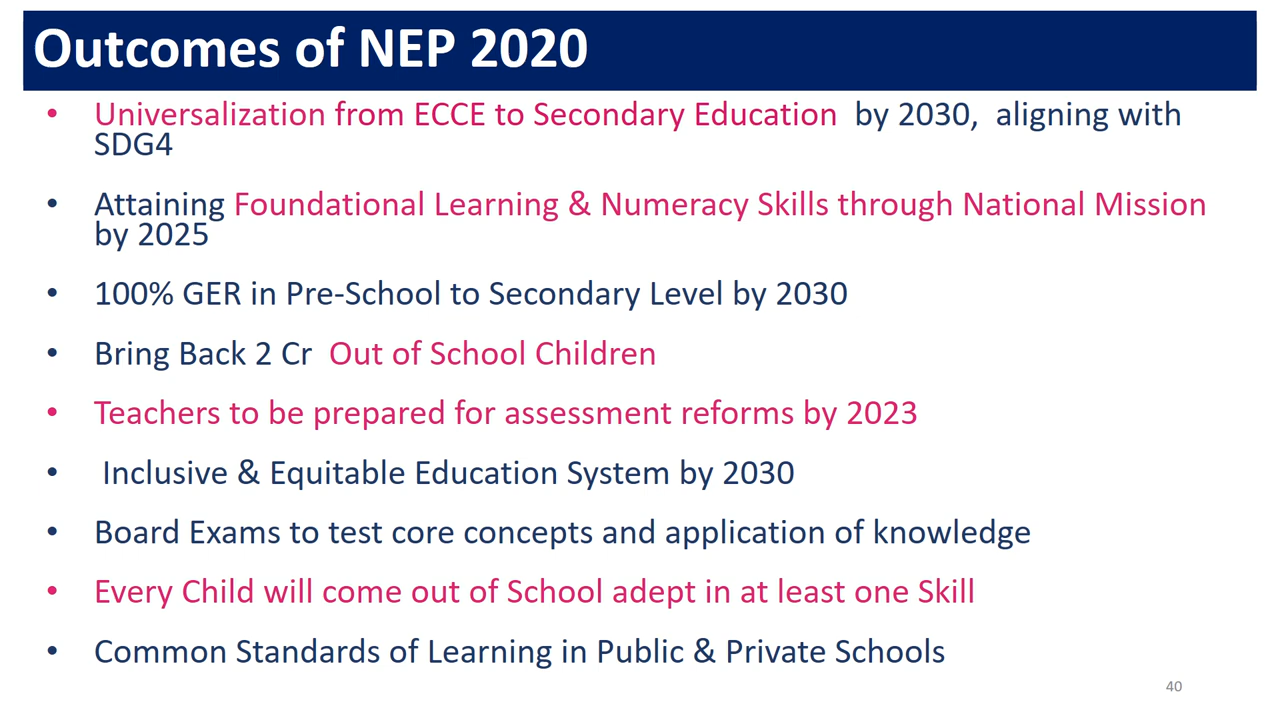 Outcomes of NEP 2020
• Universalization from ECCE to Secondary Education by 2030, aligning with
SDG4
• Attaining Foundational Learning & Numeracy Skills through National Mission
by 2025
• 100% GER in Pre-School to Secondary Level by 2030
• Bring Back 2 Cr Out of School Children
• Teachers to be prepared for assessment reforms by 2023
• Inclusive & Equitable Education System by 2030
• Board Exams to test core concepts and application of knowledge
• Every Child will come out of School adept in at least one Skill
• Common Standards of Learning in Public & Private Schools
40